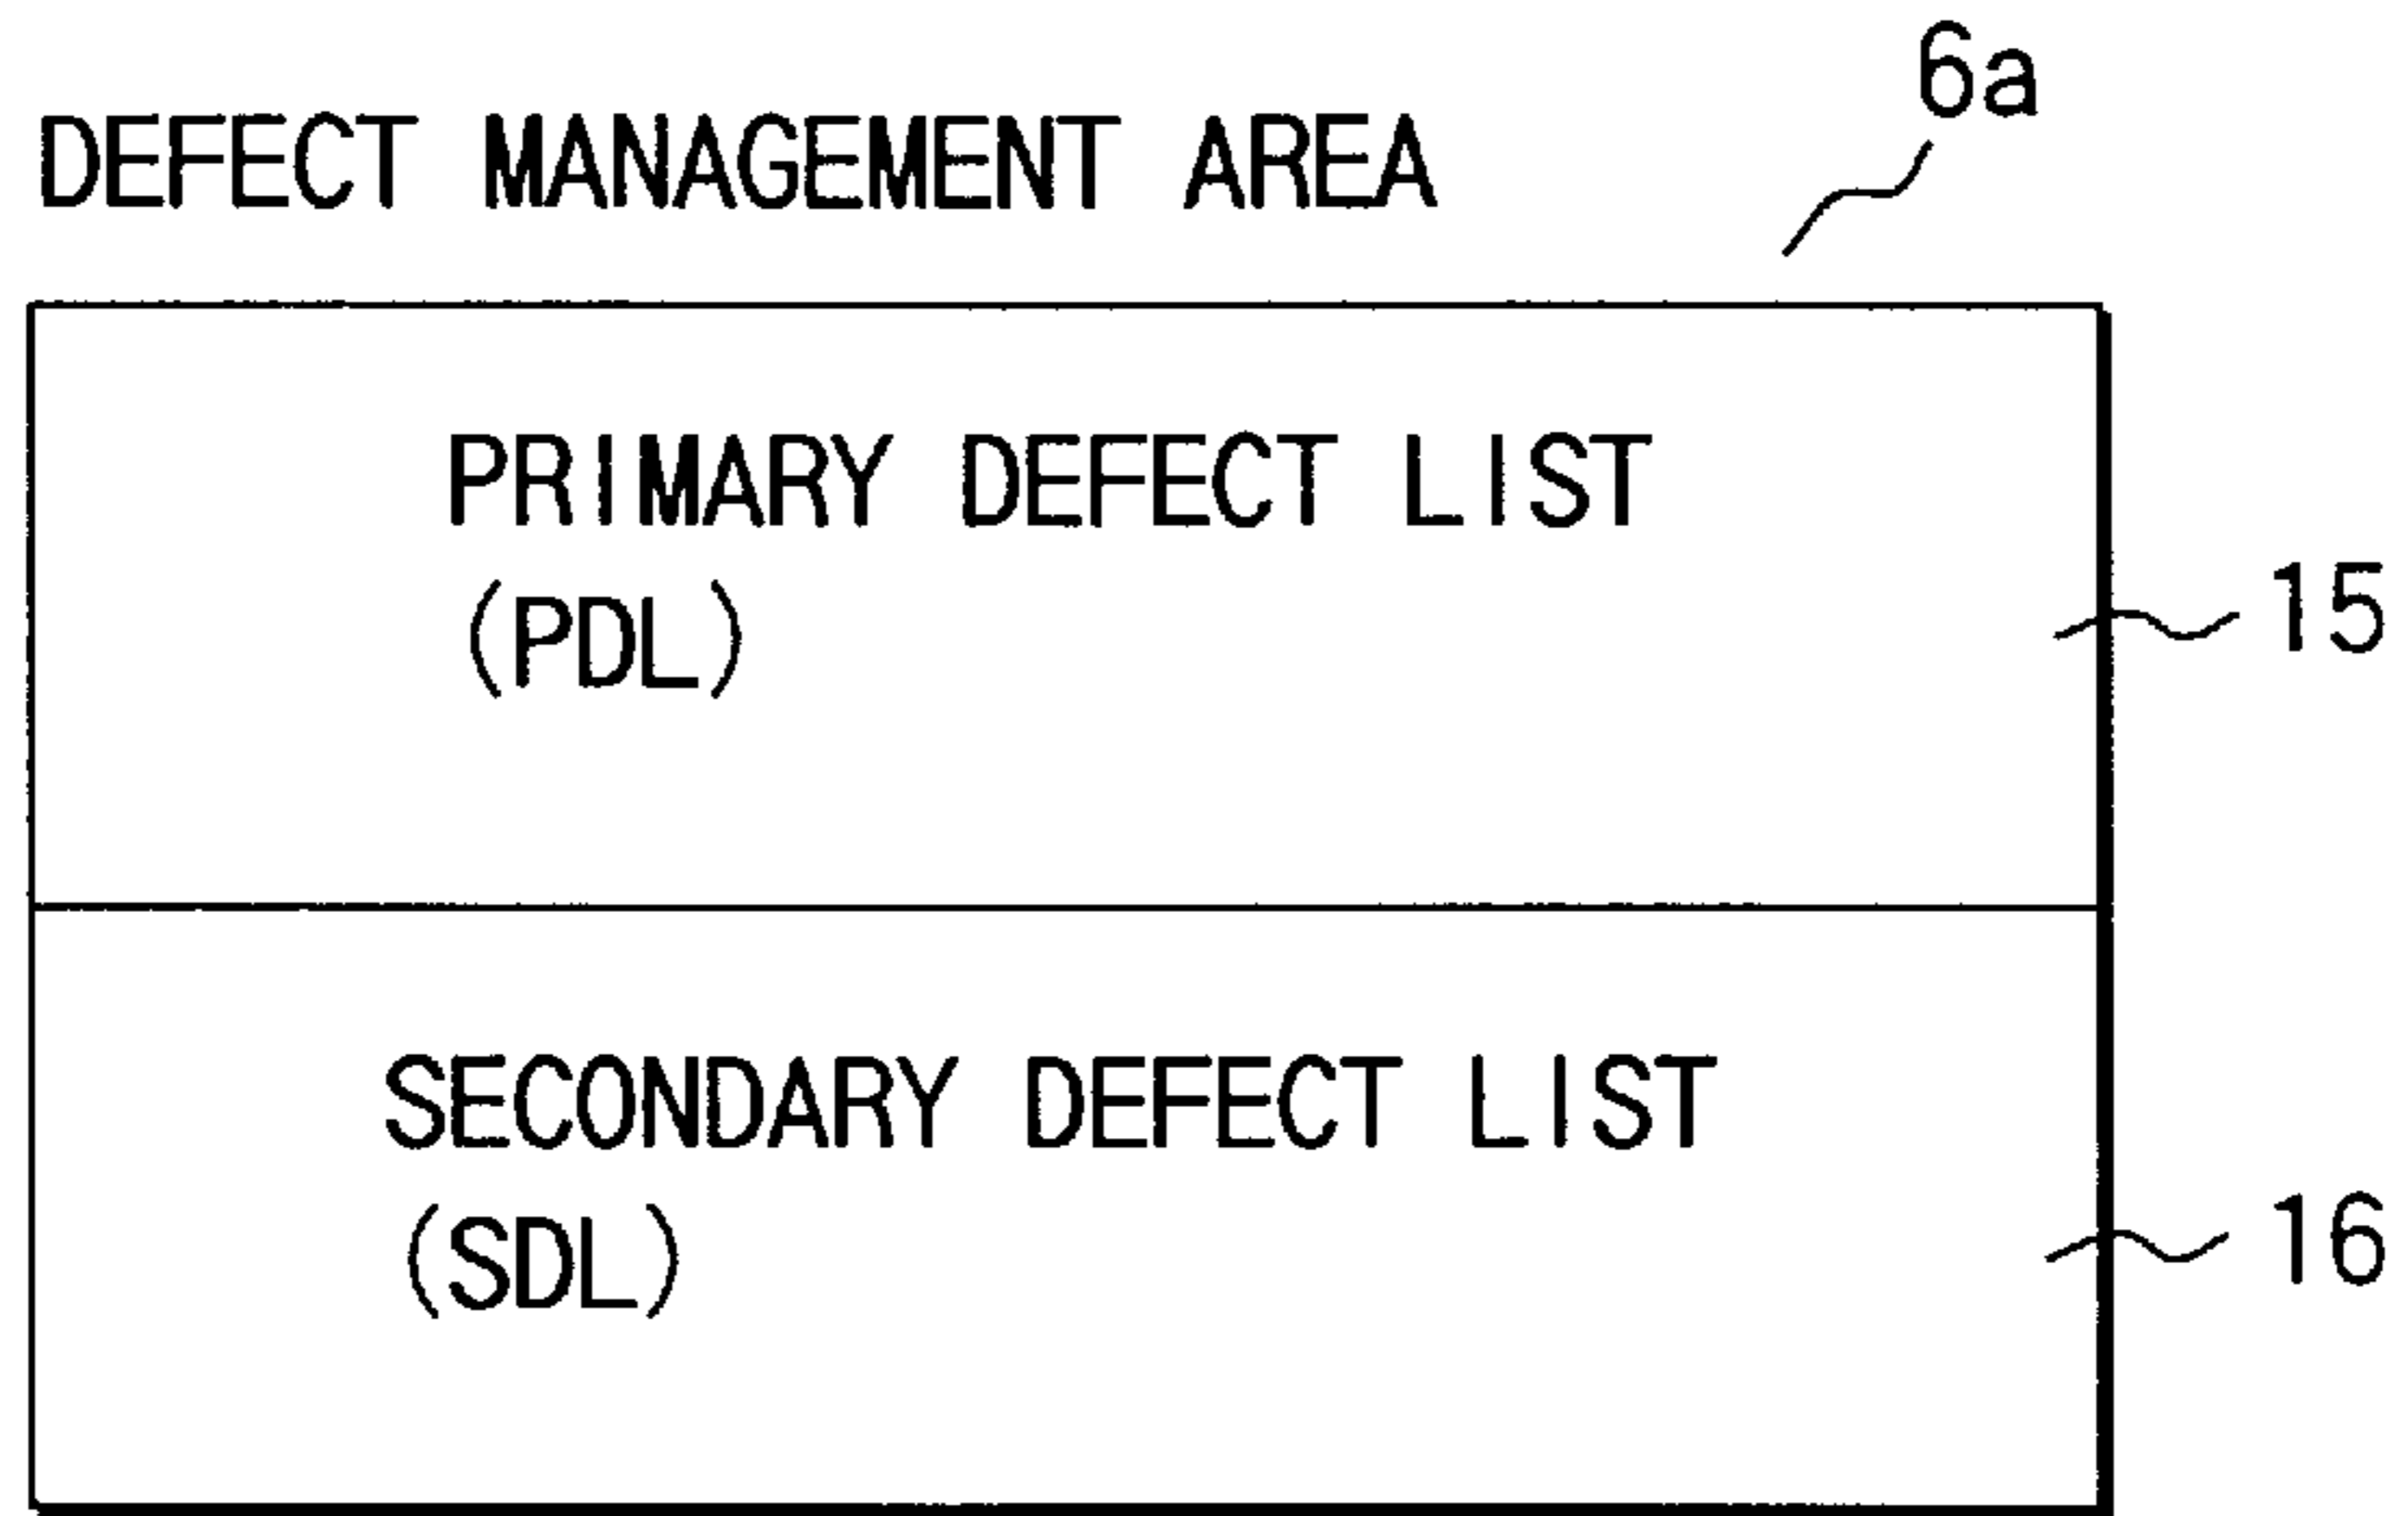 6a
DEFECT MANAGEMENT AREA
PRIMARY DEFECT LIST
(PDL)
15
SECONDARY DEFECT LIST
(SDL)
16